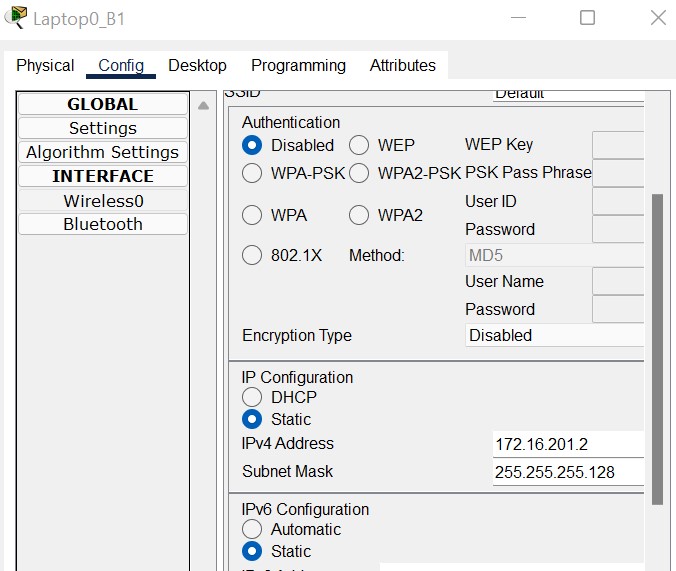 Laptop0_B1
Physical Config Desktop Programming Attributes
GLOBAL
Settings
Algorithm Settings
INTERFACE
Wireless0
Bluetooth
SSID Default
Authentication
Disabled WEP WEP Key
WPA-PSK WPA2-PSK PSK Pass Phrase
User ID
WPA WPA2
Password
802.1X Method: MD5
User Name
Password
Encryption Type Disabled
IP Configuration
DHCP
Static
IPv4 Address 172.16.201.2
Subnet Mask 255.255.255.128
IPv6 Configuration
Automatic
Static